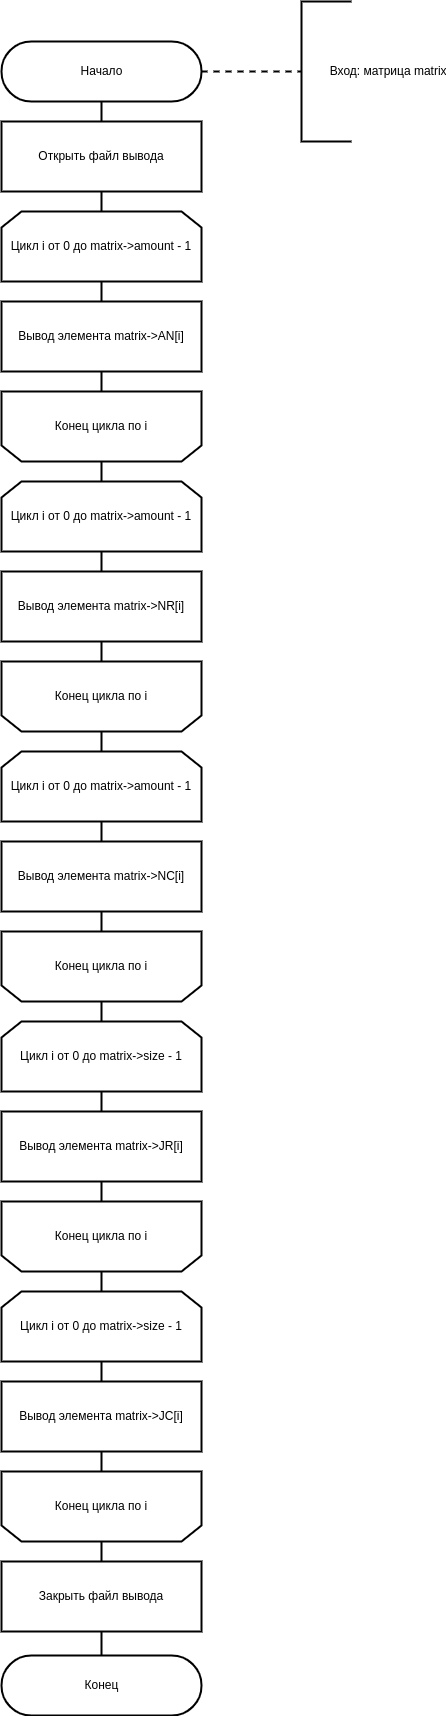 Начало
Вход: матрица matrix
Открыть файл вывода
Цикл i от 0 до matrix->amount - 1
Вывод элемента matrix->AN[i]
Конец цикла по i
Цикл i от 0 до matrix->amount - 1
Вывод элемента matrix->NR[i]
Конец цикла по i
Цикл i от 0 до matrix->amount - 1
Вывод элемента matrix->NC[i]
Конец цикла по i
Цикл i от 0 до matrix->size - 1
Вывод элемента matrix->JR[i]
Конец цикла по i
Цикл i от 0 до matrix->size - 1
Вывод элемента matrix->JC[i]
Конец цикла по i
Закрыть файл вывода
Конец